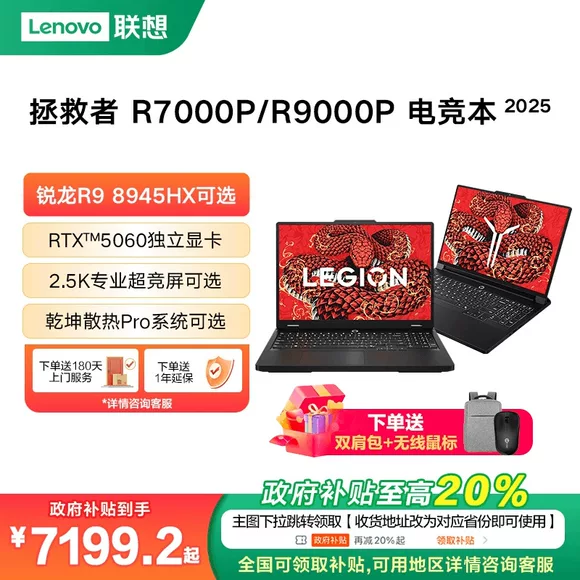 Lenovo 联想
拯救者 R7000P/R9000P 电竞本 2025
锐龙R9 8945HX可选
RTX™5060独立显卡
2.5K专业超竞屏可选
乾坤散热Pro系统可选
下单送180天
上门服务
下单送
1年延保
*详情咨询客服
LEGION
下单送
双肩包+无线鼠标
政府补贴到手
¥7199.2起
政府补贴至高20%
主图下拉跳转领取【收货地址改为对应省份即可使用】
政府补贴 再减20%起 领取
全国可领取补贴,可用地区详情咨询客服